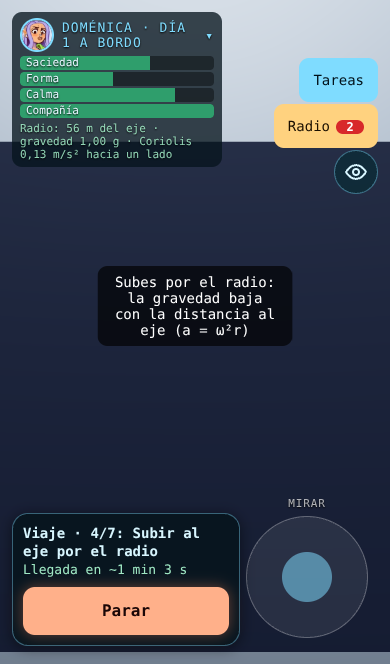 DOMÉNICA · DÍA
1 A BORDO
▼
Saciedad
Forma
Calma
Compañía
Radio: 56 m del eje ·
gravedad 1,00 g · Coriolis
0,13 m/s² hacia un lado
Tareas
Radio 2
Subes por el radio:
la gravedad baja
con la distancia al
eje (a = ω²r)
MIRAR
Viaje · 4/7: Subir al
eje por el radio
Llegada en ~1 min 3 s
Parar